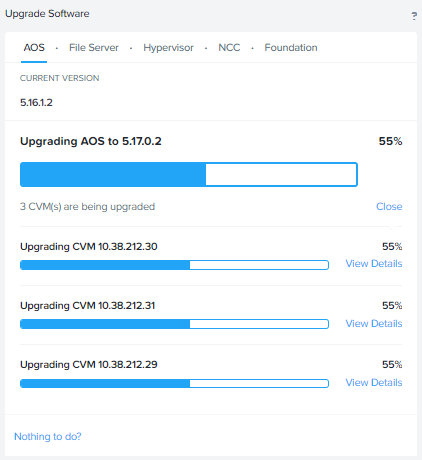 Upgrade Software ?
AOS · File Server · Hypervisor · NCC · Foundation
CURRENT VERSION
5.16.1.2
Upgrading AOS to 5.17.0.2 55%
3 CVM(s) are being upgraded Close
Upgrading CVM 10.38.212.30 55%
View Details
Upgrading CVM 10.38.212.31 55%
View Details
Upgrading CVM 10.38.212.29 55%
View Details
Nothing to do?